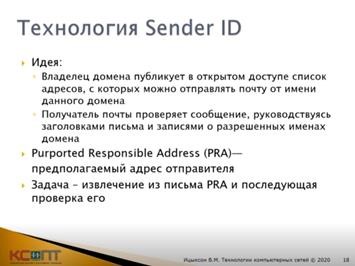 Технология Sender ID
Идея:
Владелец домена публикует в открытом доступе список
адресов, с которых можно отправлять почту от имени
данного домена
Получатель почты проверяет сообщение, руководствуясь
заголовками письма и записями о разрешенных именах
домена
Purported Responsible Address (PRA)—
предполагаемый адрес отправителя
Задача – извлечение из письма PRA и последующая
проверка его
КСПТ
Ицыксон В.М. Технологии компьютерных сетей © 2020 18